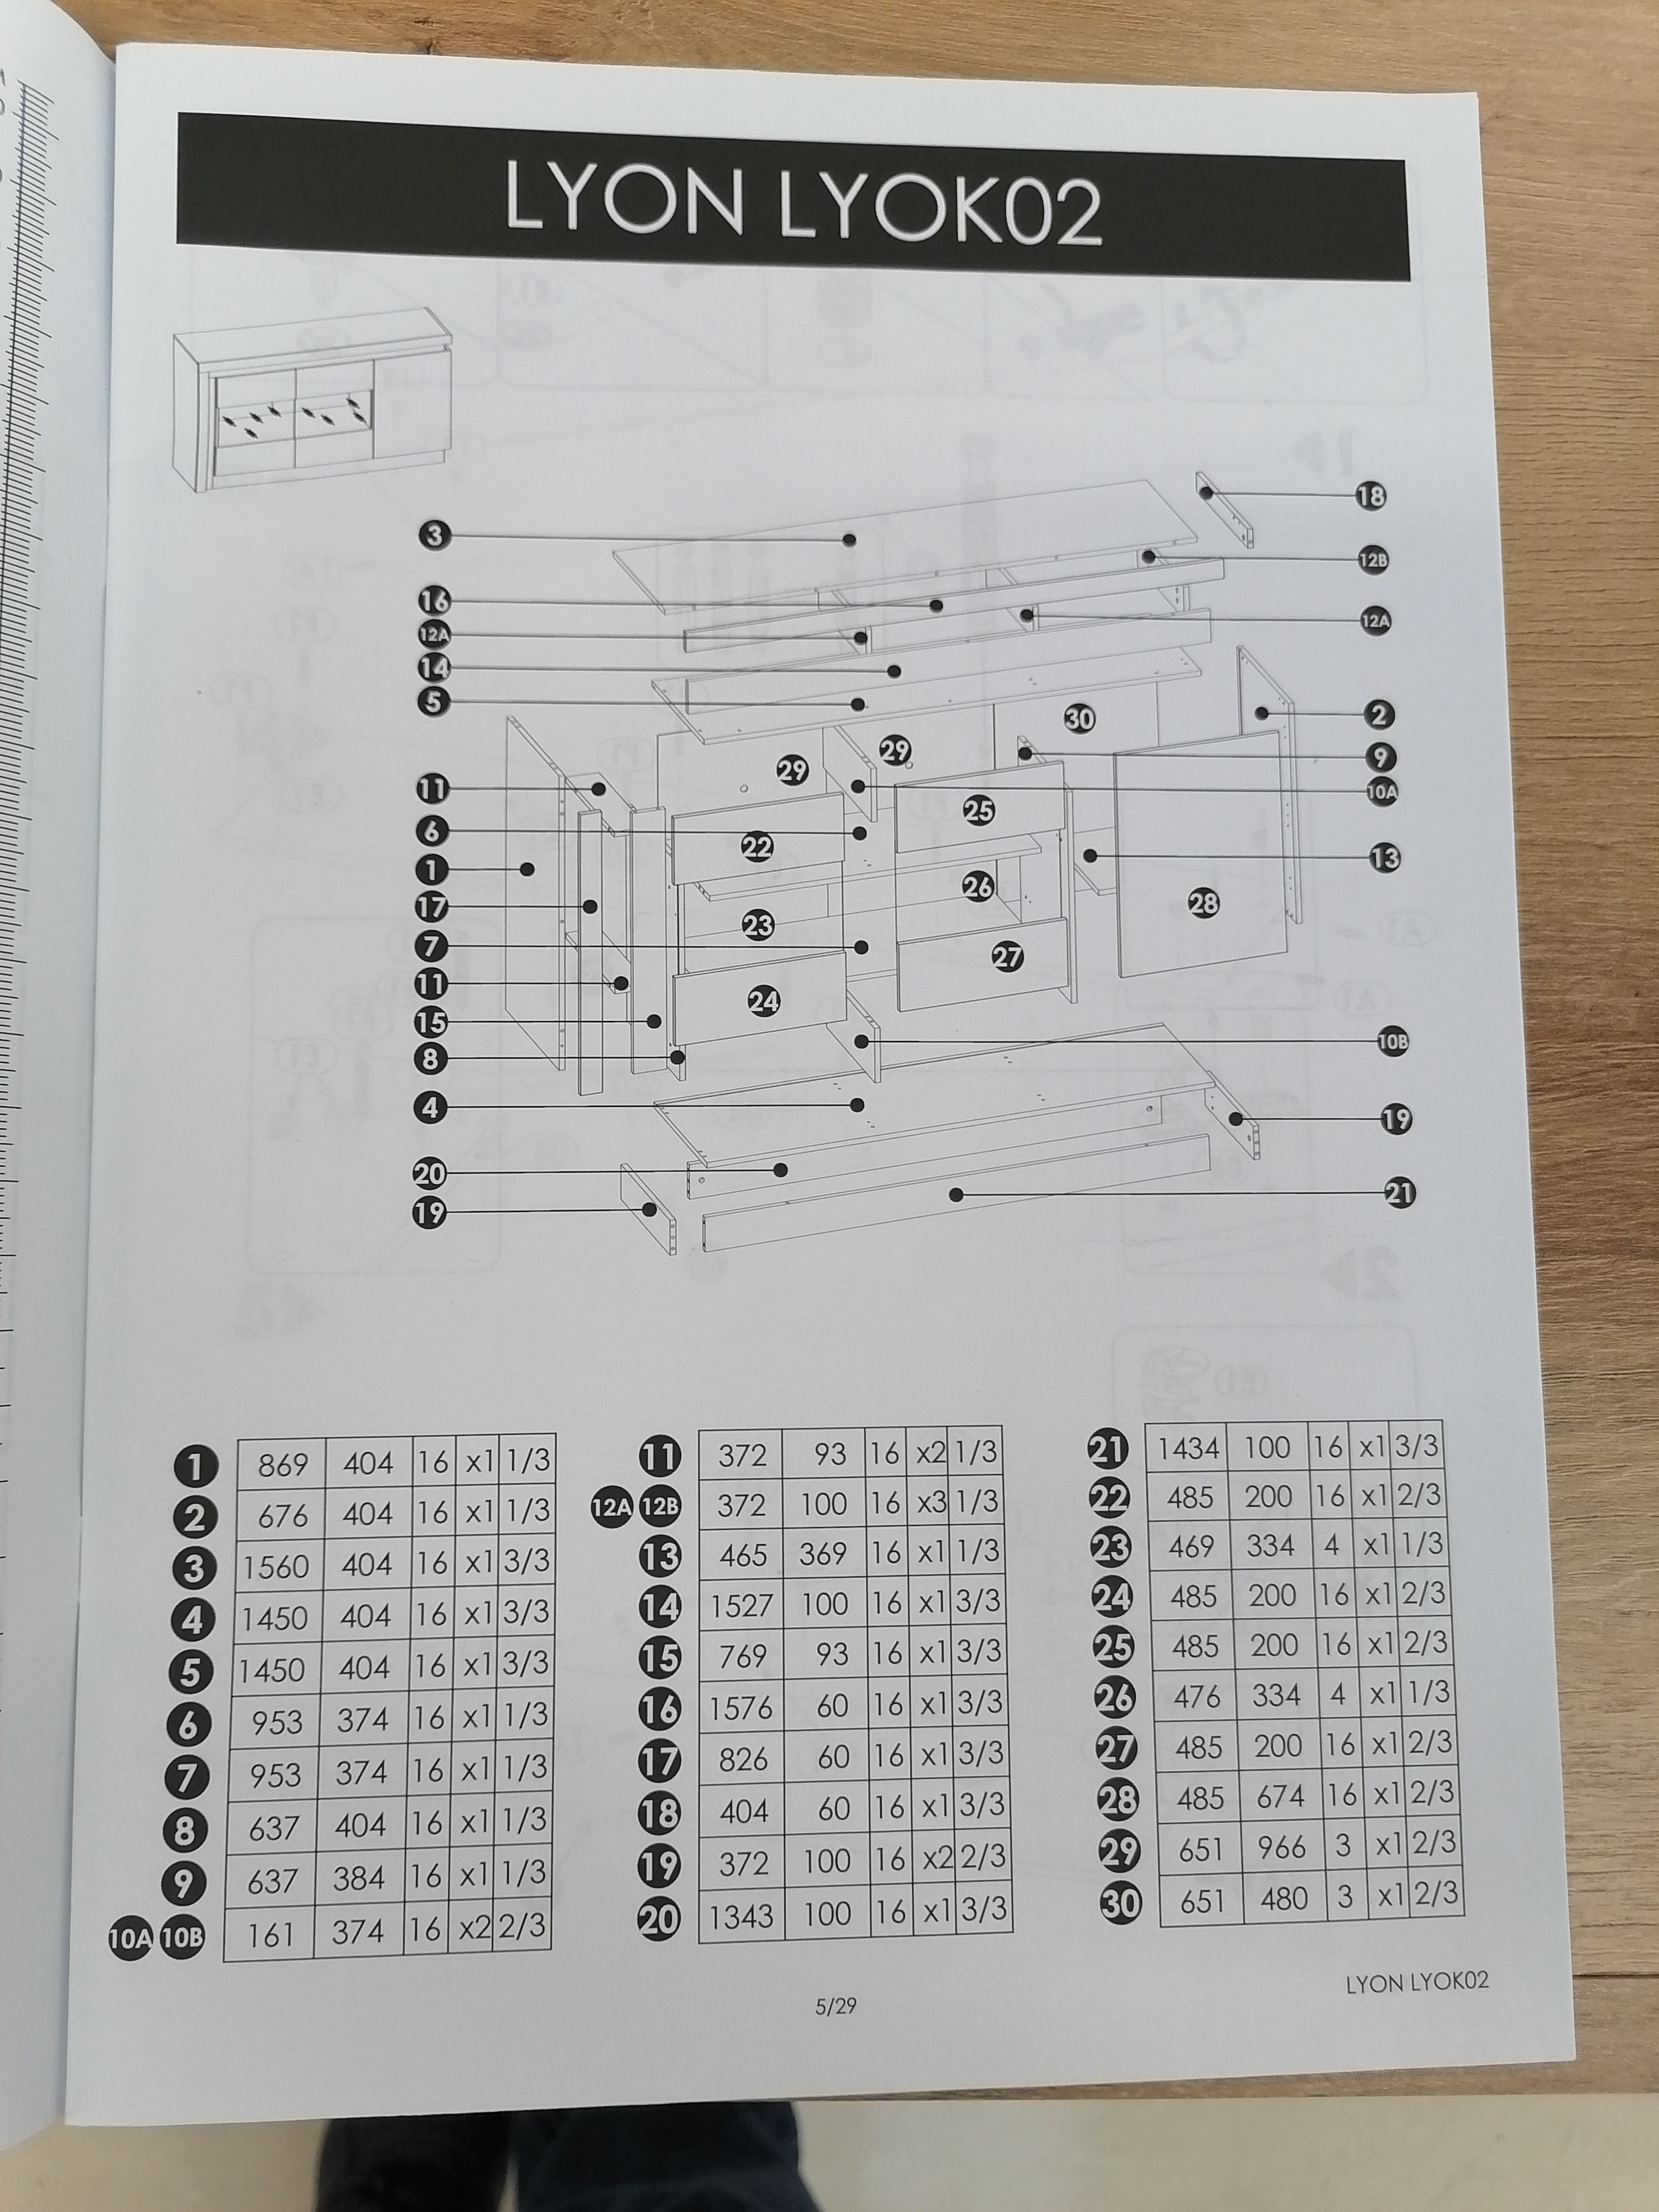 LYON LYOK02
3
18
12B
16
12A
12A
14
5
2
30
29
29
9
11
10A
25
6
22
1
13
26
17
28
23
7
27
11
24
15
10B
8
4
19
20
21
19
1 869 404 16 x1 1/3
2 676 404 16 x1 1/3
3 1560 404 16 x1 3/3
4 1450 404 16 x1 3/3
5 1450 404 16 x1 3/3
6 953 374 16 x1 1/3
7 953 374 16 x1 1/3
8 637 404 16 x1 1/3
9 637 384 16 x1 1/3
10A 10B 161 374 16 x2 2/3
11 372 93 16 x2 1/3
12A 12B 372 100 16 x3 1/3
13 465 369 16 x1 1/3
14 1527 100 16 x1 3/3
15 769 93 16 x1 3/3
16 1576 60 16 x1 3/3
17 826 60 16 x1 3/3
18 404 60 16 x1 3/3
19 372 100 16 x2 2/3
20 1343 100 16 x1 3/3
21 1434 100 16 x1 3/3
22 485 200 16 x1 2/3
23 469 334 4 x1 1/3
24 485 200 16 x1 2/3
25 485 200 16 x1 2/3
26 476 334 4 x1 1/3
27 485 200 16 x1 2/3
28 485 674 16 x1 2/3
29 651 966 3 x1 2/3
30 651 480 3 x1 2/3
LYON LYOK02
5/29